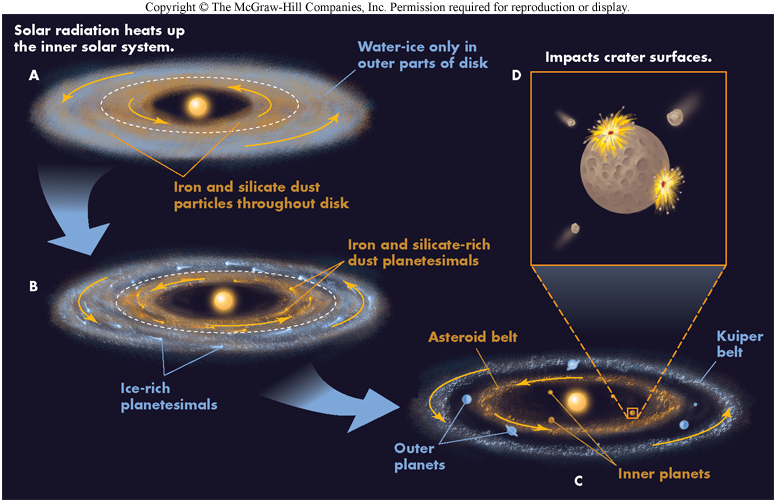 Copyright © The McGraw-Hill Companies, Inc. Permission required for reproduction or display.
Solar radiation heats up
the inner solar system.
A
Water-ice only in
outer parts of disk
Iron and silicate dust
particles throughout disk
D
Impacts crater surfaces.
B
Iron and silicate-rich
dust planetesimals
Ice-rich
planetesimals
Asteroid belt
Kuiper
belt
Outer
planets
Inner planets
C